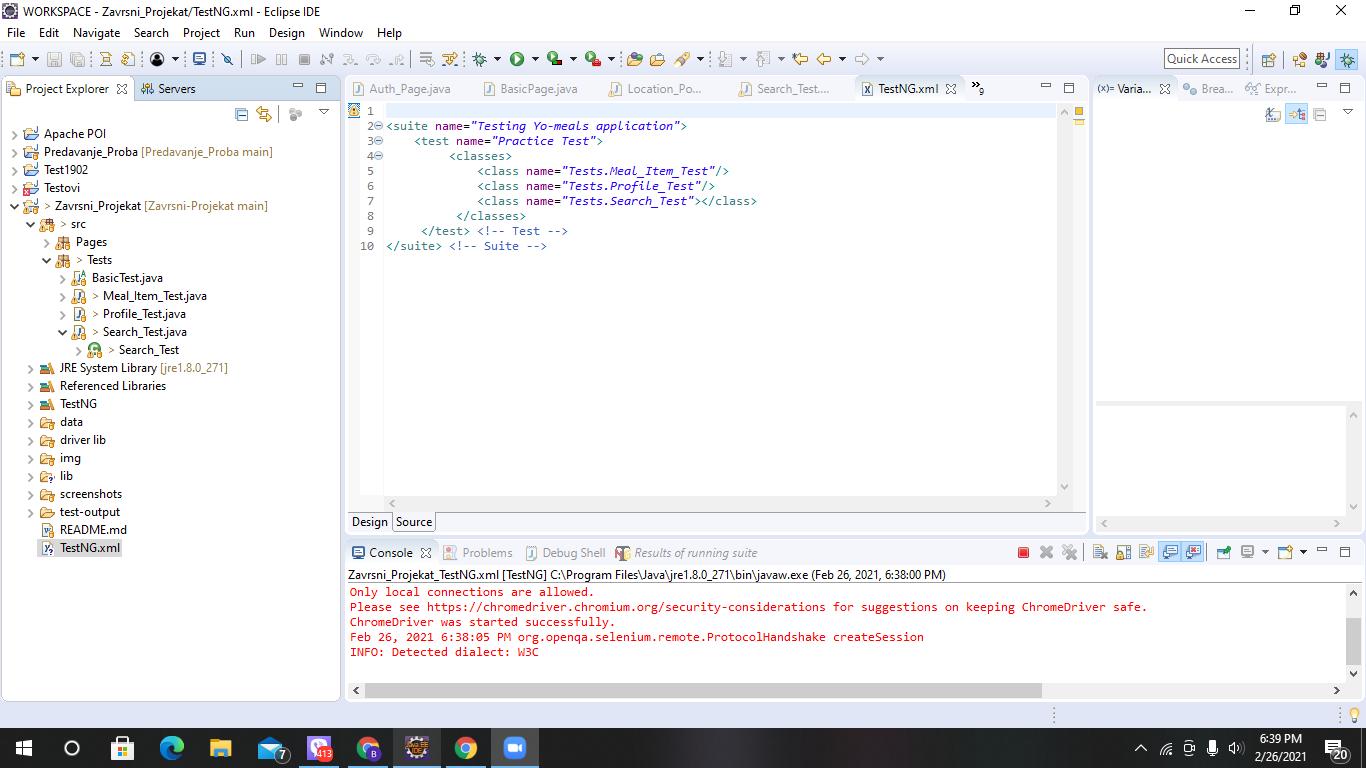 WORKSPACE - Zavrsni_Projekat/TestNG.xml - Eclipse IDE
File Edit Navigate Search Project Run Design Window Help
Quick Access
Project Explorer Servers
Auth_Page.java BasicPage.java Location_Po... Search_Test.... TestNG.xml »9
(x)= Varia... Brea... Expr...
Apache POI
Predavanje_Proba [Predavanje_Proba main]
Test1902
Testovi
> Zavrsni_Projekat [Zavrsni-Projekat main]
> src
Pages
> Tests
BasicTest.java
> Meal_Item_Test.java
> Profile_Test.java
> Search_Test.java
> Search_Test
JRE System Library [jre1.8.0_271]
Referenced Libraries
TestNG
data
driver lib
img
lib
screenshots
test-output
README.md
TestNG.xml
1
2 <suite name="Testing Yo-meals application">
3 <test name="Practice Test">
4 <classes>
5 <class name="Tests.Meal_Item_Test"/>
6 <class name="Tests.Profile_Test"/>
7 <class name="Tests.Search_Test"></class>
8 </classes>
9 </test> <!-- Test -->
10 </suite> <!-- Suite -->
Design Source
Console Problems Debug Shell Results of running suite
Zavrsni_Projekat_TestNG.xml [TestNG] C:\Program Files\Java\jre1.8.0_271\bin\javaw.exe (Feb 26, 2021, 6:38:00 PM)
Only local connections are allowed.
Please see https://chromedriver.chromium.org/security-considerations for suggestions on keeping ChromeDriver safe.
ChromeDriver was started successfully.
Feb 26, 2021 6:38:05 PM org.openqa.selenium.remote.ProtocolHandshake createSession
INFO: Detected dialect: W3C
7
413
B
JAVA EE
IDE
6:39 PM
2/26/2021
20